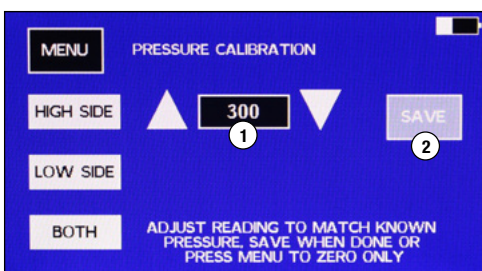 MENU
PRESSURE CALIBRATION
HIGH SIDE
300
1
SAVE
2
LOW SIDE
BOTH
ADJUST READING TO MATCH KNOWN
PRESSURE, SAVE WHEN DONE OR
PRESS MENU TO ZERO ONLY